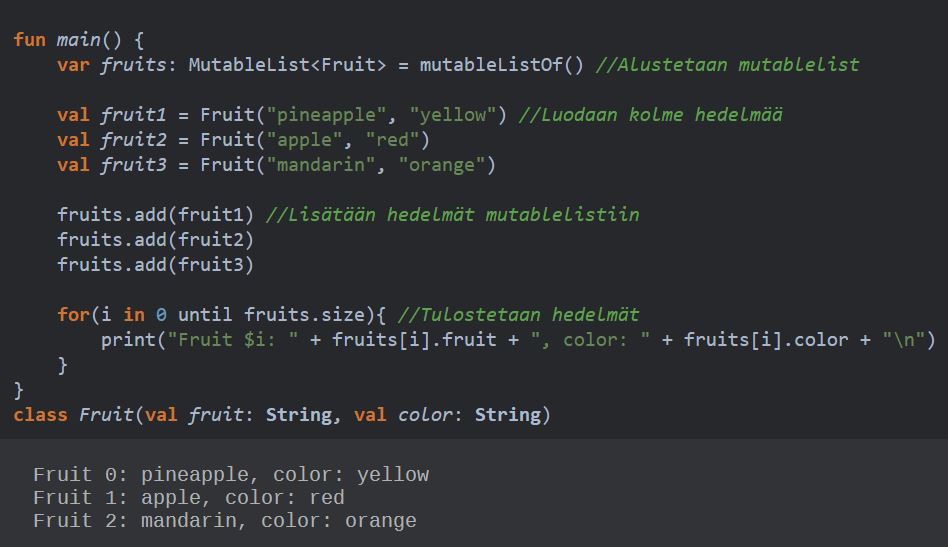 fun main() {
    var fruits: MutableList<Fruit> = mutableListOf() //Alustetaan mutablelist
    val fruit1 = Fruit("pineapple", "yellow") //Luodaan kolme hedelmää
    val fruit2 = Fruit("apple", "red")
    val fruit3 = Fruit("mandarin", "orange")
    fruits.add(fruit1) //Lisätään hedelmät mutablelistiin
    fruits.add(fruit2)
    fruits.add(fruit3)
    for(i in 0 until fruits.size){ //Tulostetaan hedelmät
        print("Fruit $i: " + fruits[i].fruit + ", color: " + fruits[i].color + "\n")
    }
}
class Fruit(val fruit: String, val color: String)
Fruit 0: pineapple, color: yellow
Fruit 1: apple, color: red
Fruit 2: mandarin, color: orange